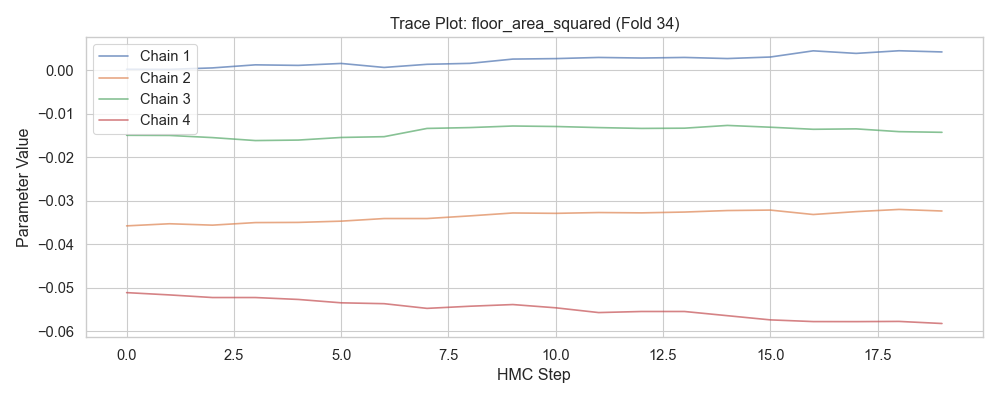 Trace Plot: floor_area_squared (Fold 34)
Chain 1
Chain 2
Chain 3
Chain 4
Parameter Value
0.00
−0.01
−0.02
−0.03
−0.04
−0.05
−0.06
0.0 2.5 5.0 7.5 10.0 12.5 15.0 17.5
HMC Step